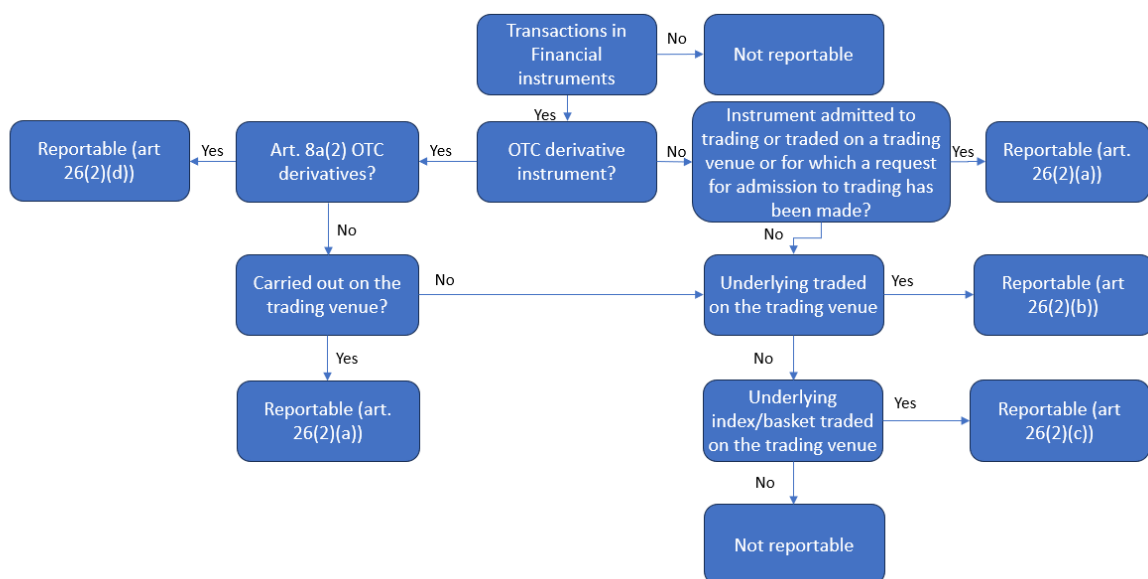 Transactions in
Financial
instruments
No
Not reportable
Yes
Reportable (art
26(2)(d))
Yes
Art. 8a(2) OTC
derivatives?
Yes
OTC derivative
instrument?
No
Instrument admitted to
trading or traded on a trading
venue or for which a request
for admission to trading has
been made?
Yes
Reportable (art.
26(2)(a))
No
No
Carried out on the
trading venue?
No
Underlying traded
on the trading venue
Yes
Reportable (art
26(2)(b))
Yes
No
Reportable (art.
26(2)(a))
Underlying
index/basket traded
on the trading venue
Yes
Reportable (art
26(2)(c))
No
Not reportable